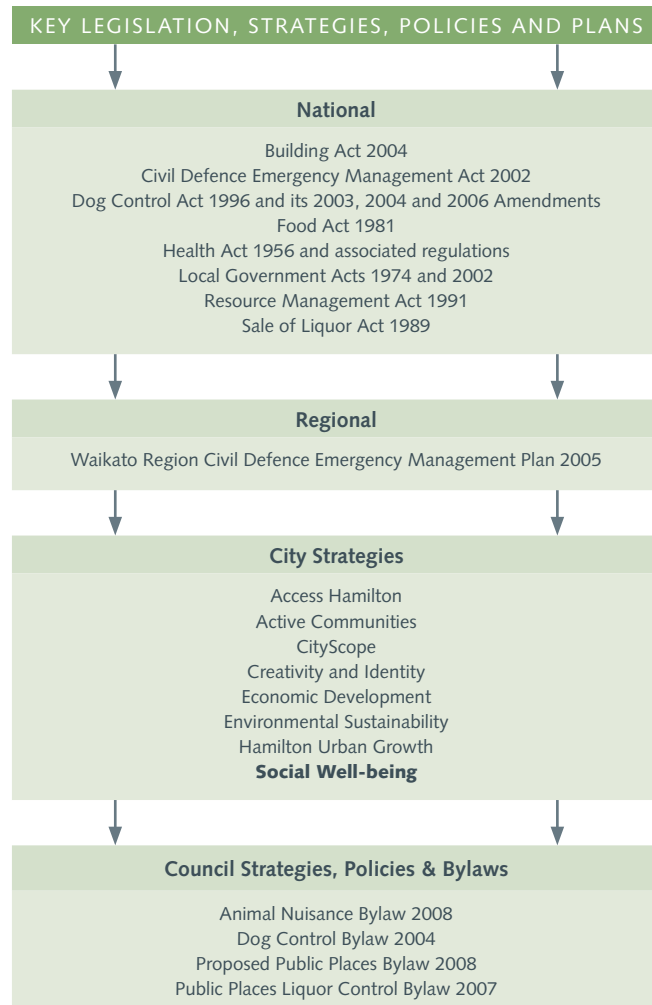 KEY LEGISLATION, STRATEGIES, POLICIES AND PLANS
National
Building Act 2004
Civil Defence Emergency Management Act 2002
Dog Control Act 1996 and its 2003, 2004 and 2006 Amendments
Food Act 1981
Health Act 1956 and associated regulations
Local Government Acts 1974 and 2002
Resource Management Act 1991
Sale of Liquor Act 1989
Regional
Waikato Region Civil Defence Emergency Management Plan 2005
City Strategies
Access Hamilton
Active Communities
CityScope
Creativity and Identity
Economic Development
Environmental Sustainability
Hamilton Urban Growth
Social Well-being
Council Strategies, Policies & Bylaws
Animal Nuisance Bylaw 2008
Dog Control Bylaw 2004
Proposed Public Places Bylaw 2008
Public Places Liquor Control Bylaw 2007